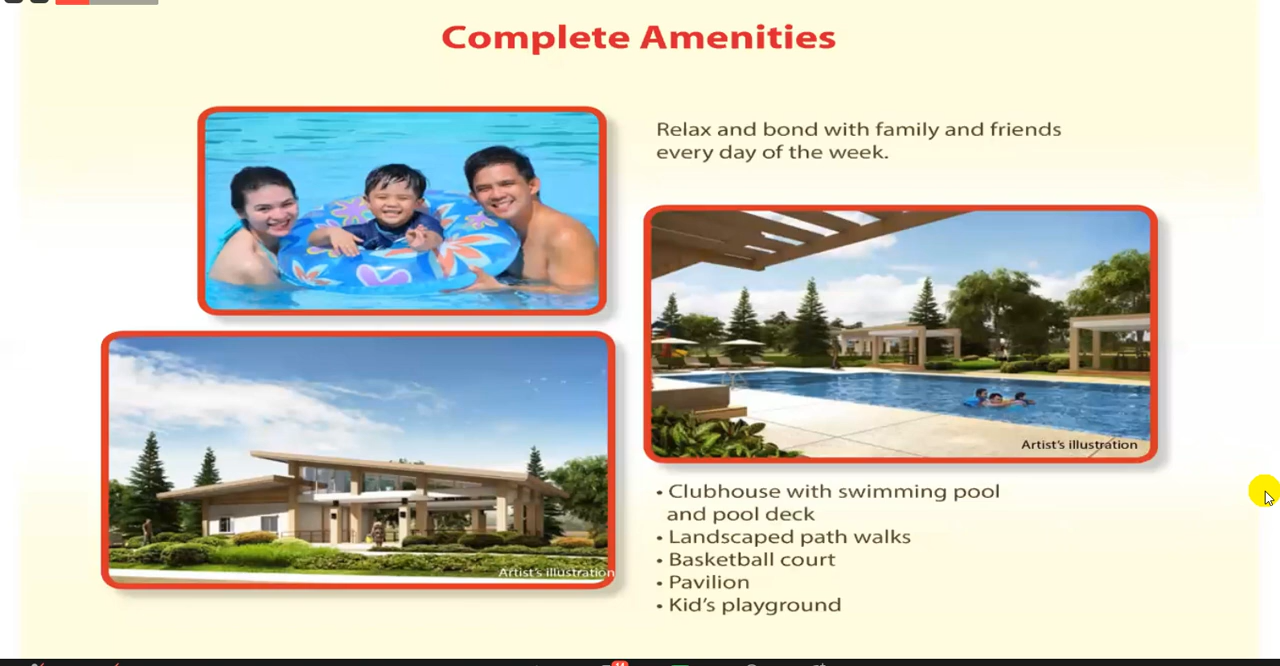 Complete Amenities
Relax and bond with family and friends
every day of the week.
Artist's illustration
Artist's illustration
• Clubhouse with swimming pool
and pool deck
• Landscaped path walks
• Basketball court
• Pavilion
• Kid's playground